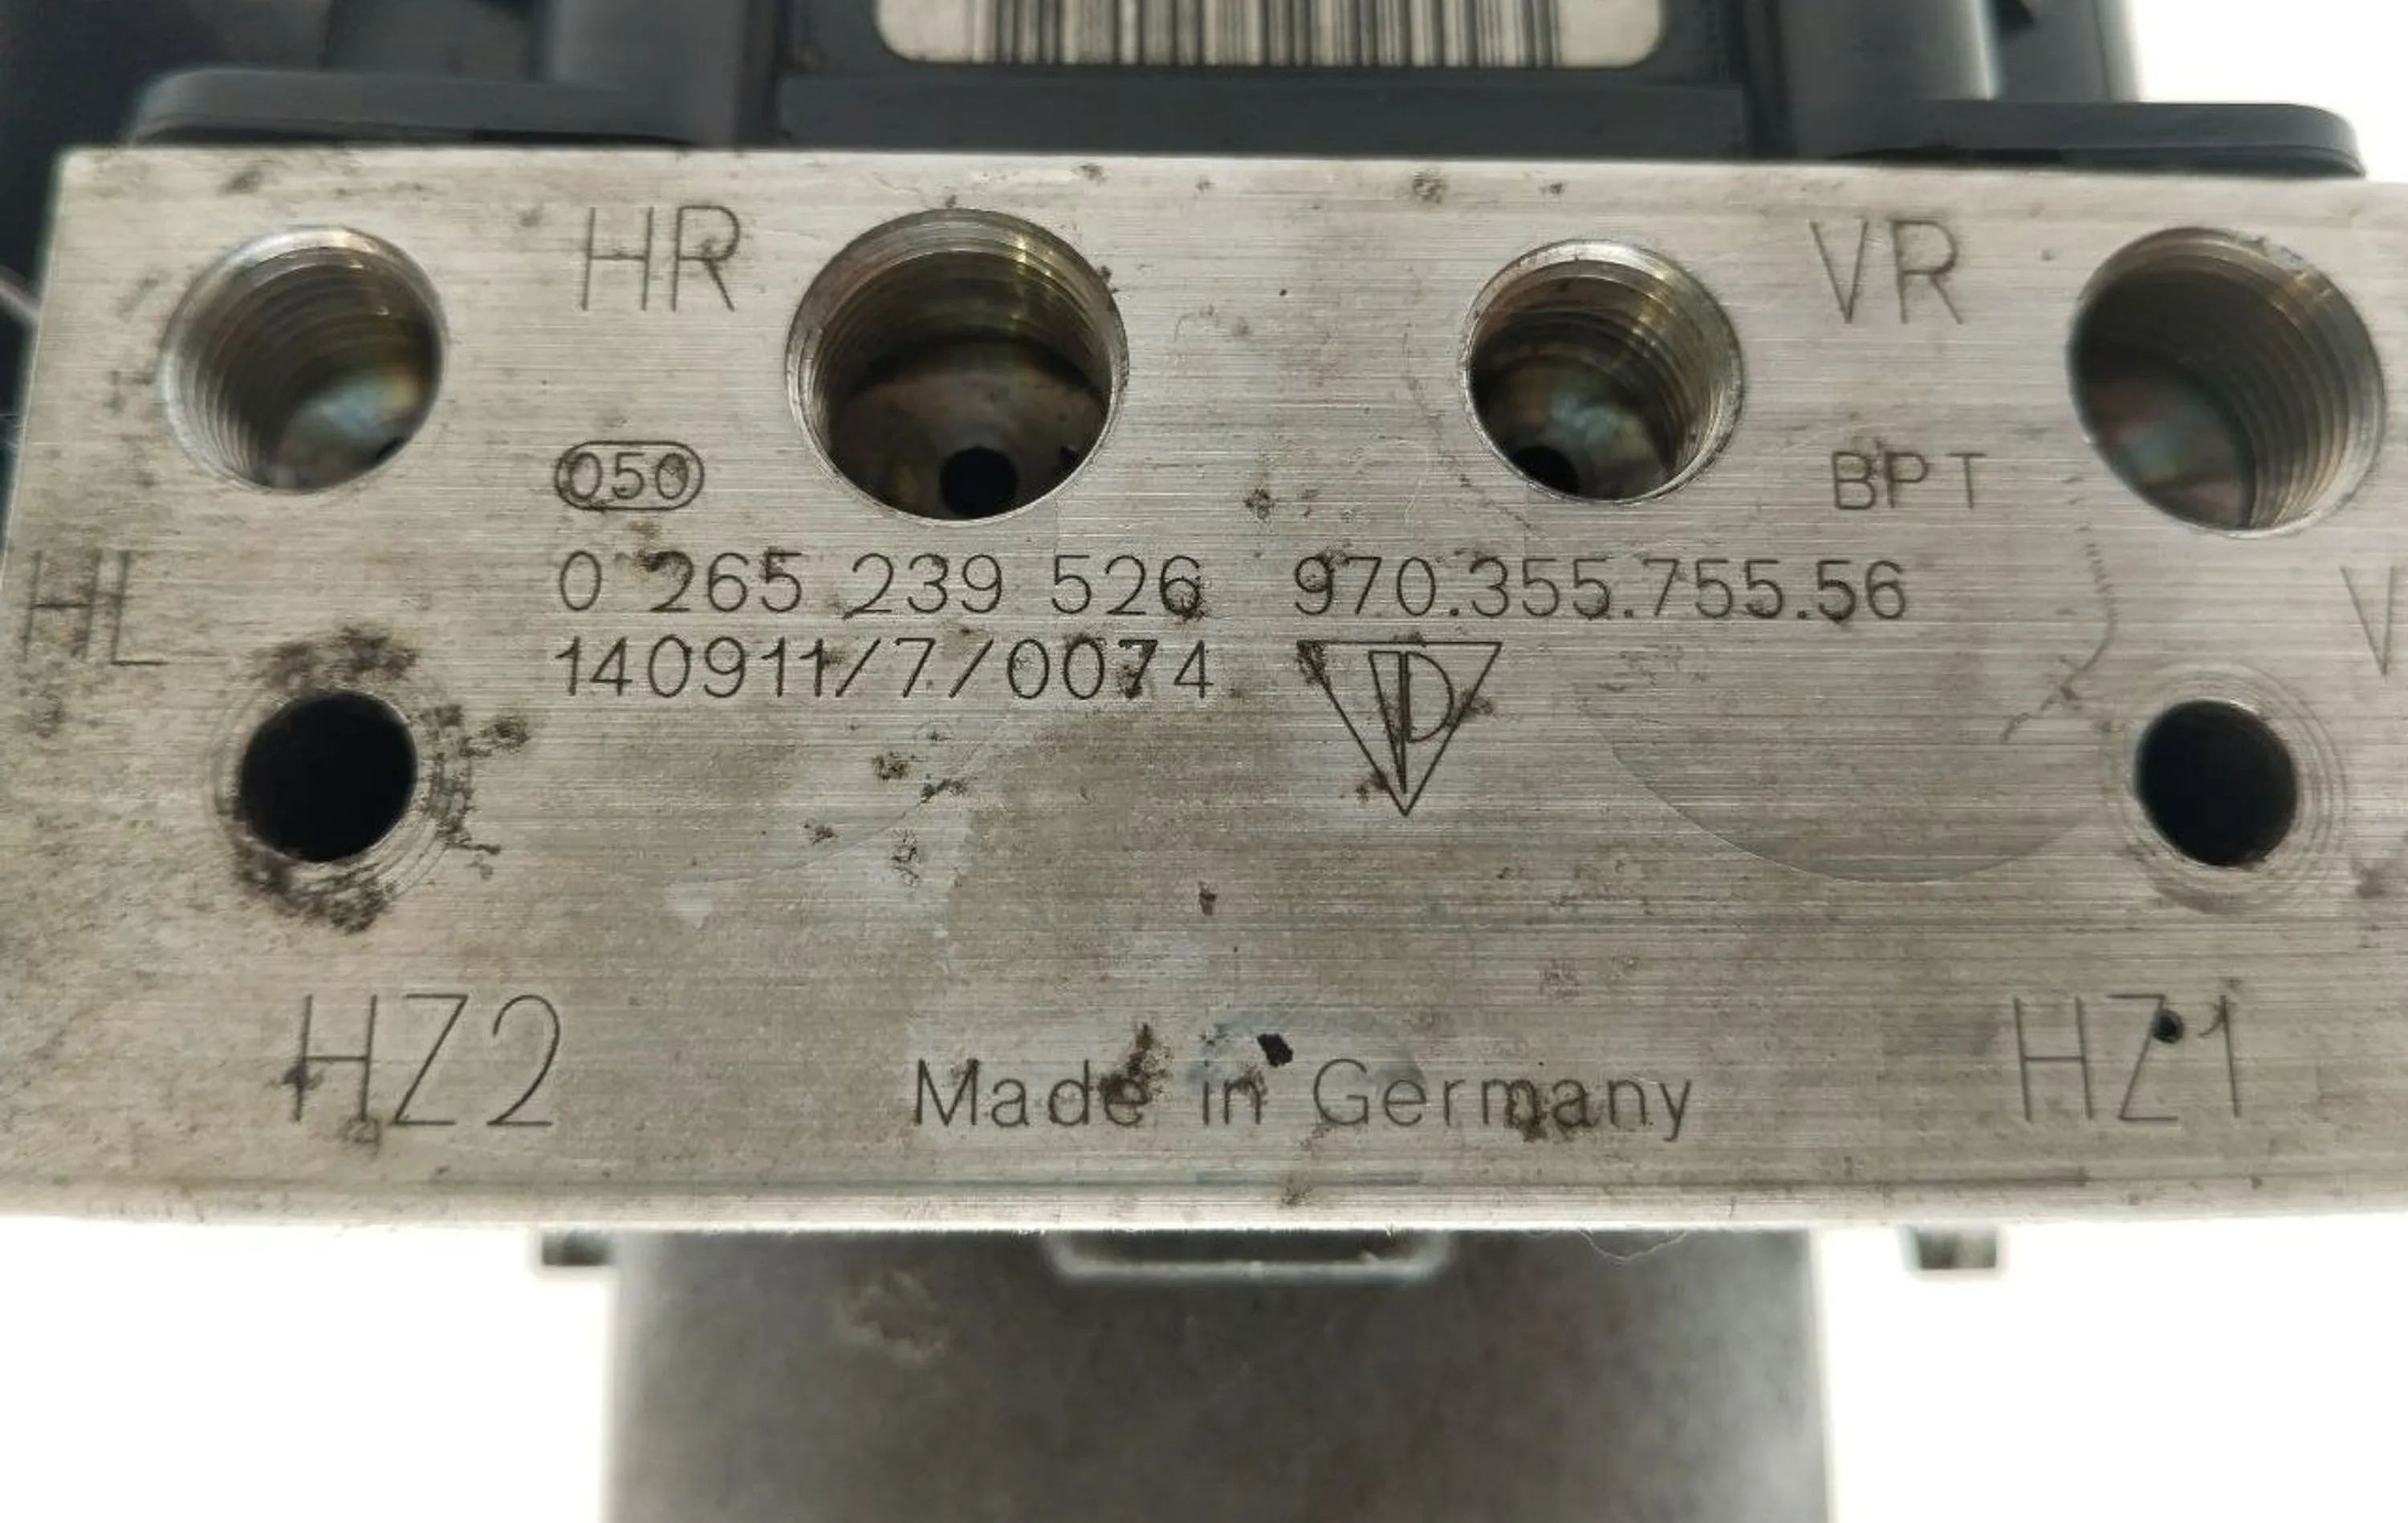 HR
VR
050
BPT
0 265 239 526 970.355.755.56
HL
140911/7/0074
HZ2
HZ1
Made in Germany